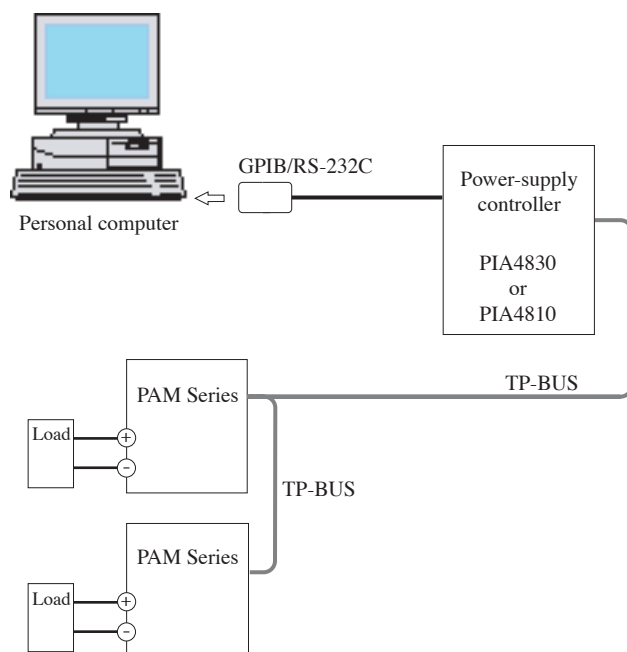 GPIB/RS-232C
Personal computer
Power-supply
controller
PIA4830
or
PIA4810
TP-BUS
PAM Series
Load
+
-
TP-BUS
PAM Series
Load
+
-